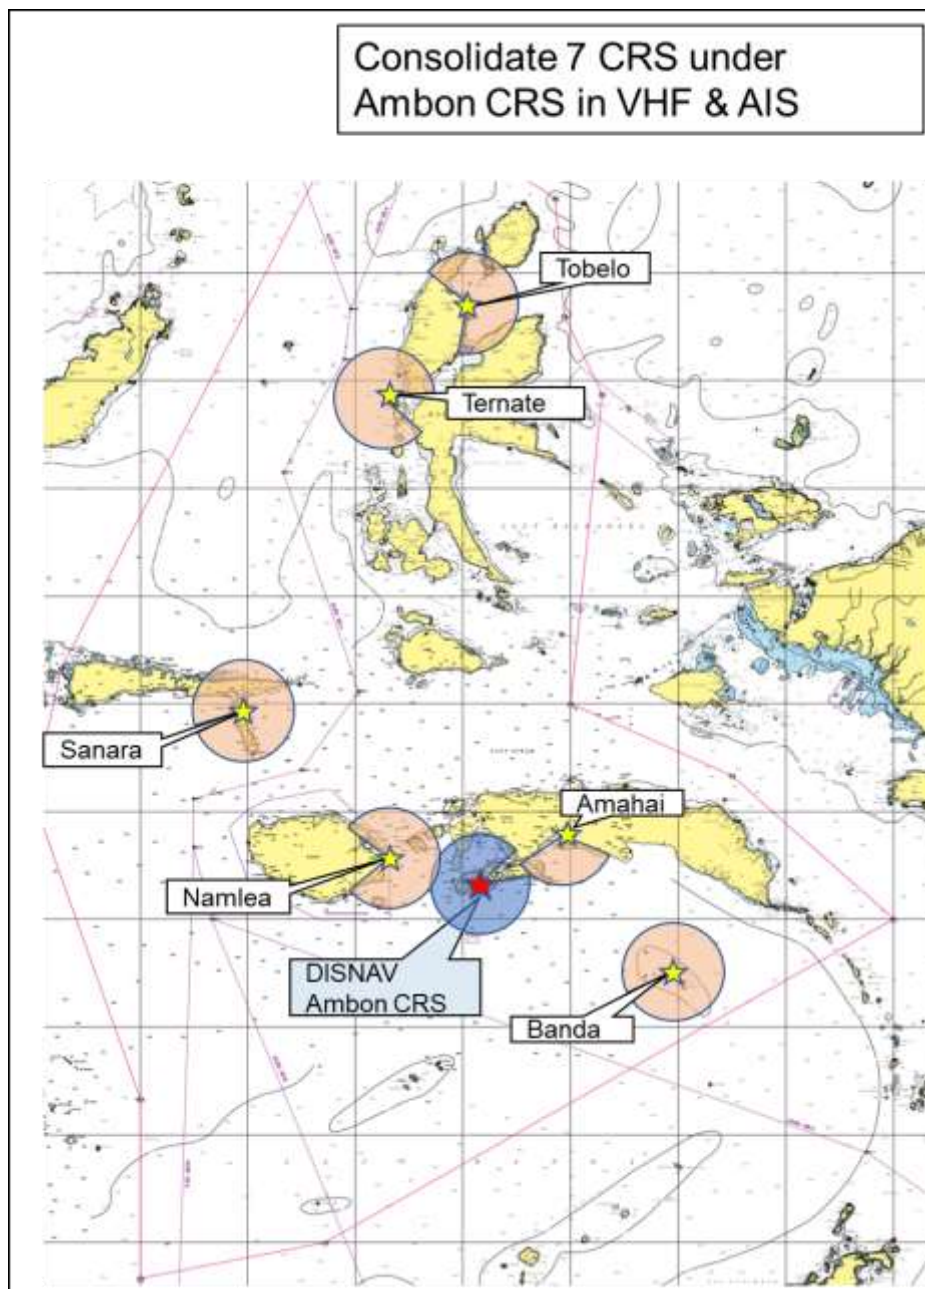 Consolidate 7 CRS under
Ambon CRS in VHF & AIS
Tobelo
Ternate
Sanara
Amahai
Namlea
DISNAV
Ambon CRS
Banda